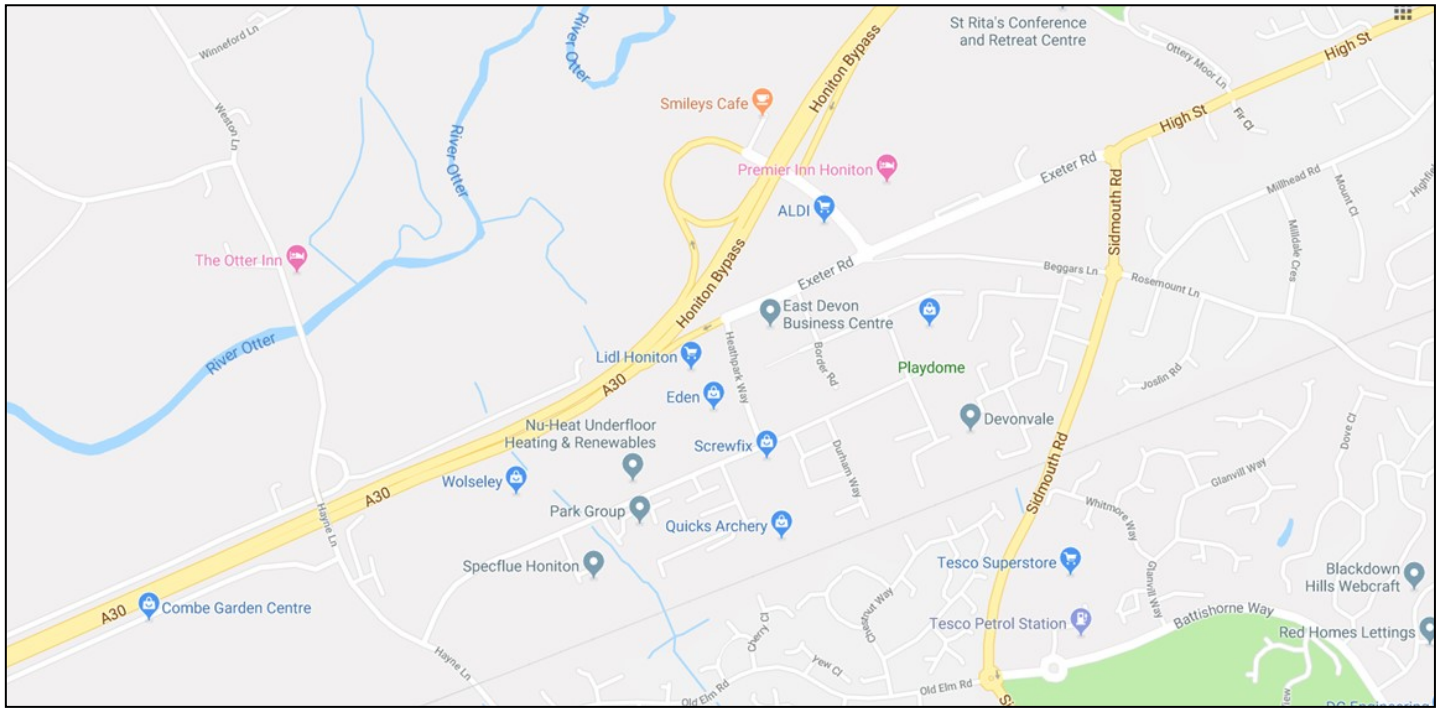 St Rita's Conference
and Retreat Centre
High St
Winneford Ln
River Otter
Ottery Moor Ln
Honiton Bypass
Smileys Cafe
Weston Ln
River Otter
High St
Fir Cl
Premier Inn Honiton
Exeter Rd
Millhead Rd
Mount Cl
Highfie
ALDI
Sidmouth Rd
Milldale Cres
The Otter Inn
Honiton Bypass
Exeter Rd
Beggars Ln
Rosemount Ln
East Devon
Business Centre
River Otter
Lidl Honiton
Heathpark Way
Border Rd
Playdome
Joslin Rd
A30
Eden
Nu-Heat Underfloor
Heating & Renewables
Screwfix
Devonvale
Dove Cl
Wolseley
A30
Durham Way
Sidmouth Rd
Glanvill Way
Park Group
Quicks Archery
Whitmore Way
Hayne Ln
Specflue Honiton
Tesco Superstore
Glanvill Way
Blackdown
Hills Webcraft
A30
Combe Garden Centre
Chestnut Way
Cherry Cl
Tesco Petrol Station
Battishorne Way
Red Homes Lettings
Hayne Ln
Yew Cl
Old Elm Rd
Old Elm Rd